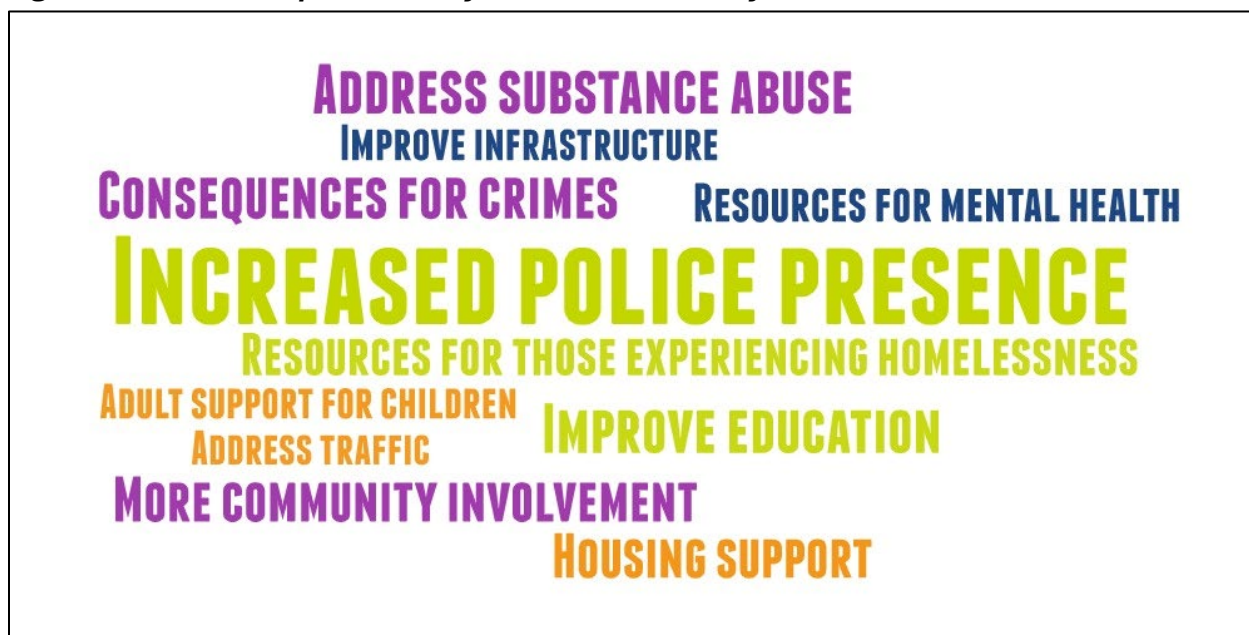 ADDRESS SUBSTANCE ABUSE
IMPROVE INFRASTRUCTURE
CONSEQUENCES FOR CRIMES
RESOURCES FOR MENTAL HEALTH
INCREASED POLICE PRESENCE
RESOURCES FOR THOSE EXPERIENCING HOMELESSNESS
ADULT SUPPORT FOR CHILDREN
IMPROVE EDUCATION
ADDRESS TRAFFIC
MORE COMMUNITY INVOLVEMENT
HOUSING SUPPORT